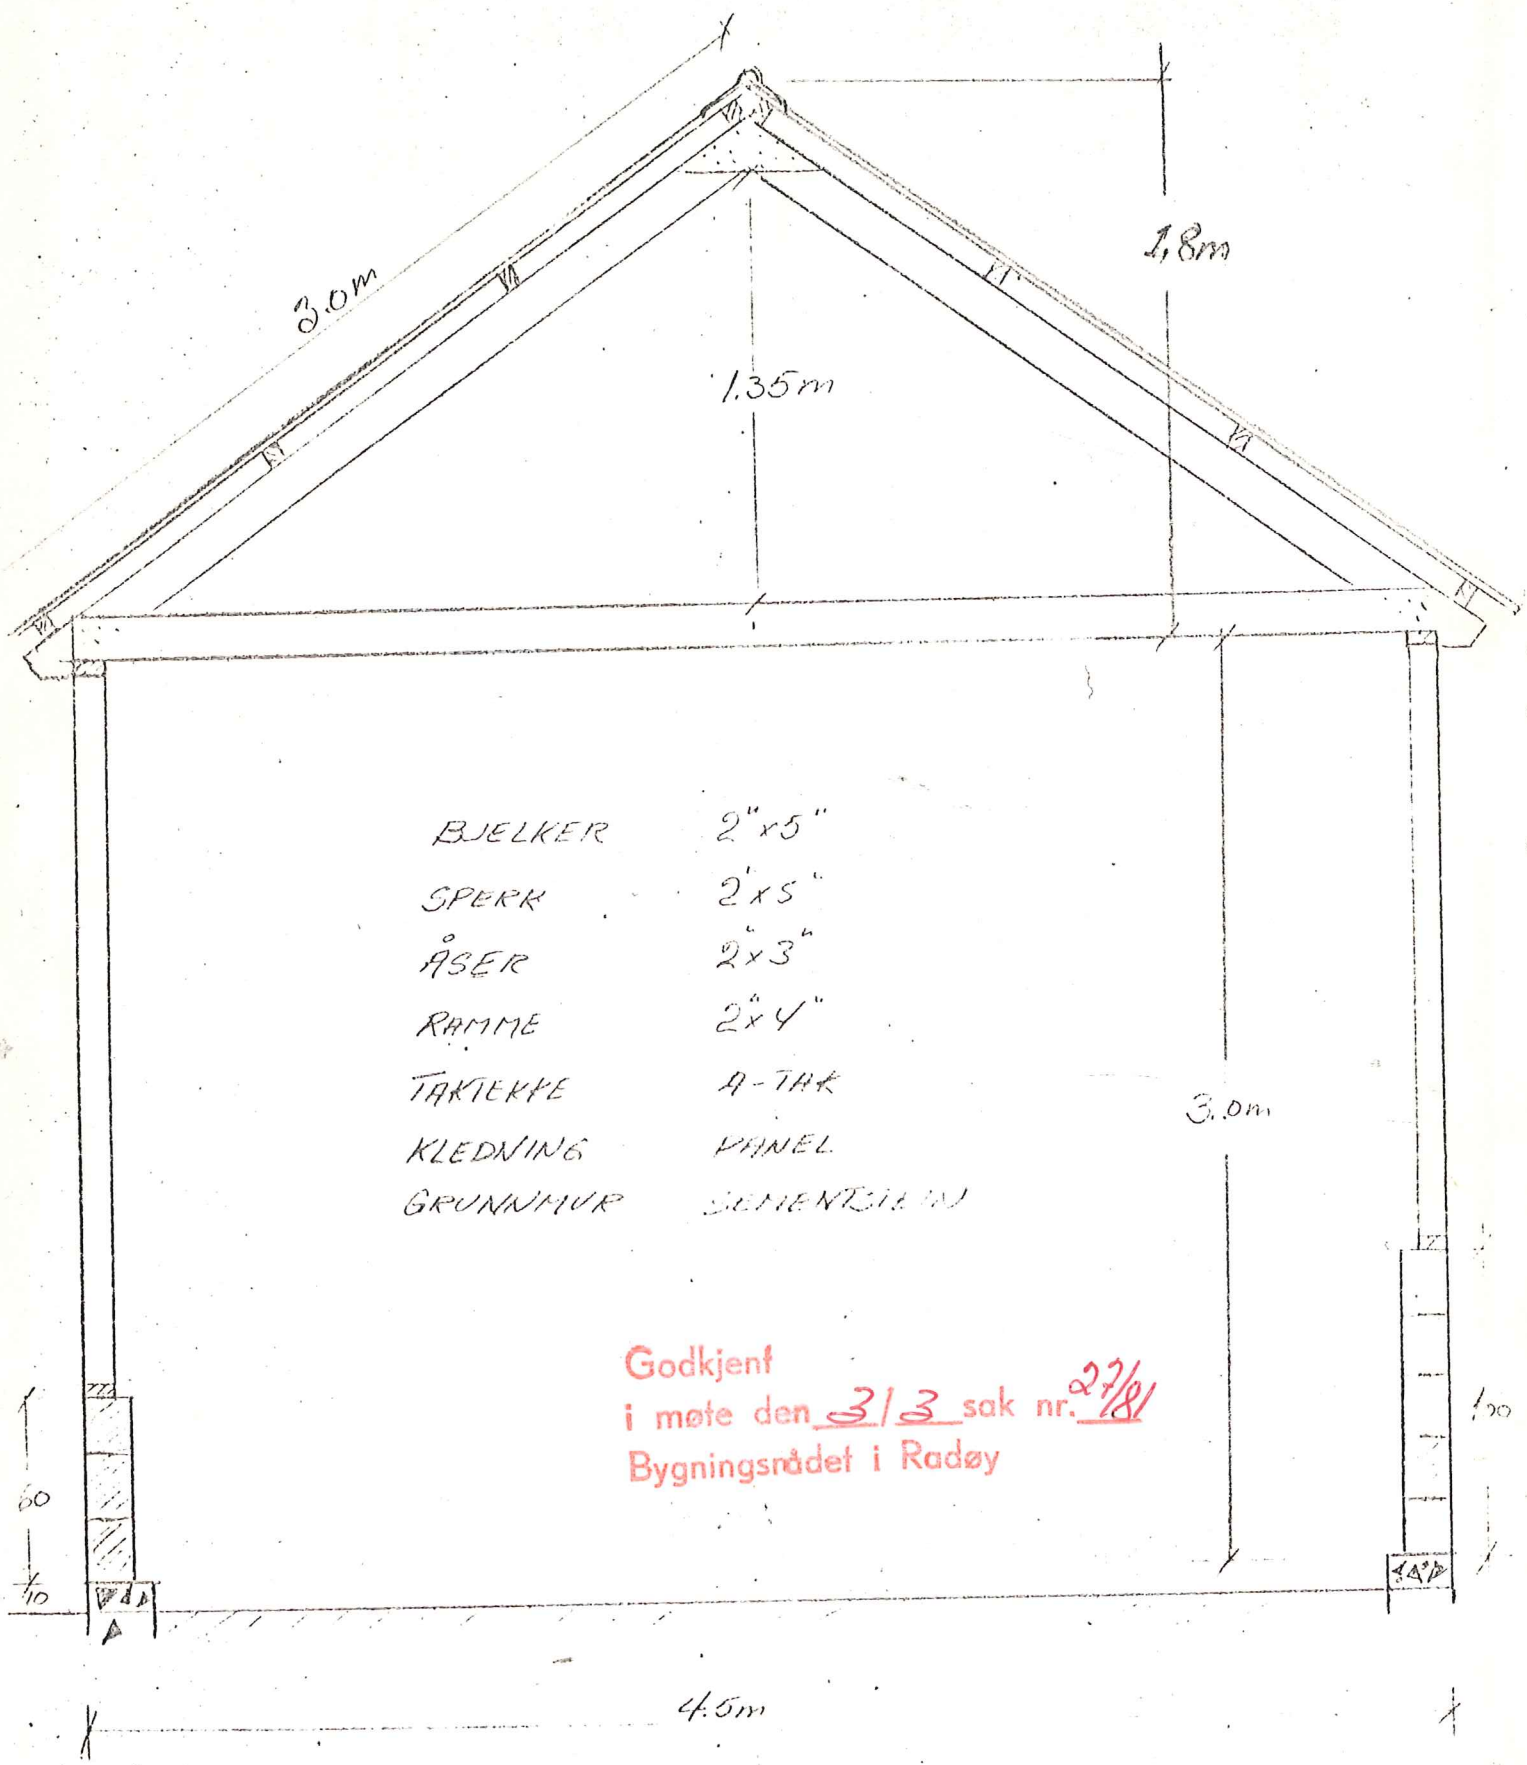 3.0m
1,8m
1.35m
BJELKER 2"x5"
SPERR 2'x5"
ÅSER 2"x3"
RAMME 2"x4"
TAKTEKKE A-TAK
KLEDNING PANEL
GRUNNMUR SEMENTSTEIN
3.0m
Godkjent
i møte den 3/3 sak nr. 27/81
Bygningsrådet i Radøy
100
60
10
4.5m